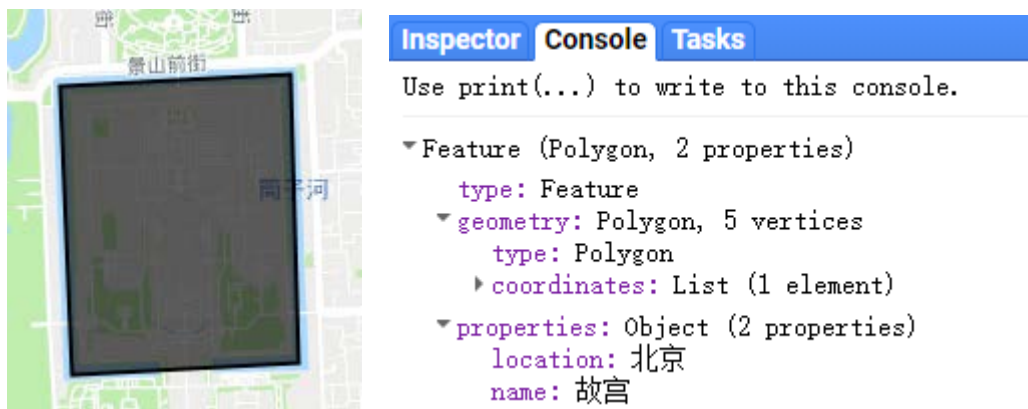 景山前街
筒子河
Inspector Console Tasks
Use print(...) to write to this console.
Feature (Polygon, 2 properties)
type: Feature
geometry: Polygon, 5 vertices
type: Polygon
coordinates: List (1 element)
properties: Object (2 properties)
location: 北京
name: 故宫